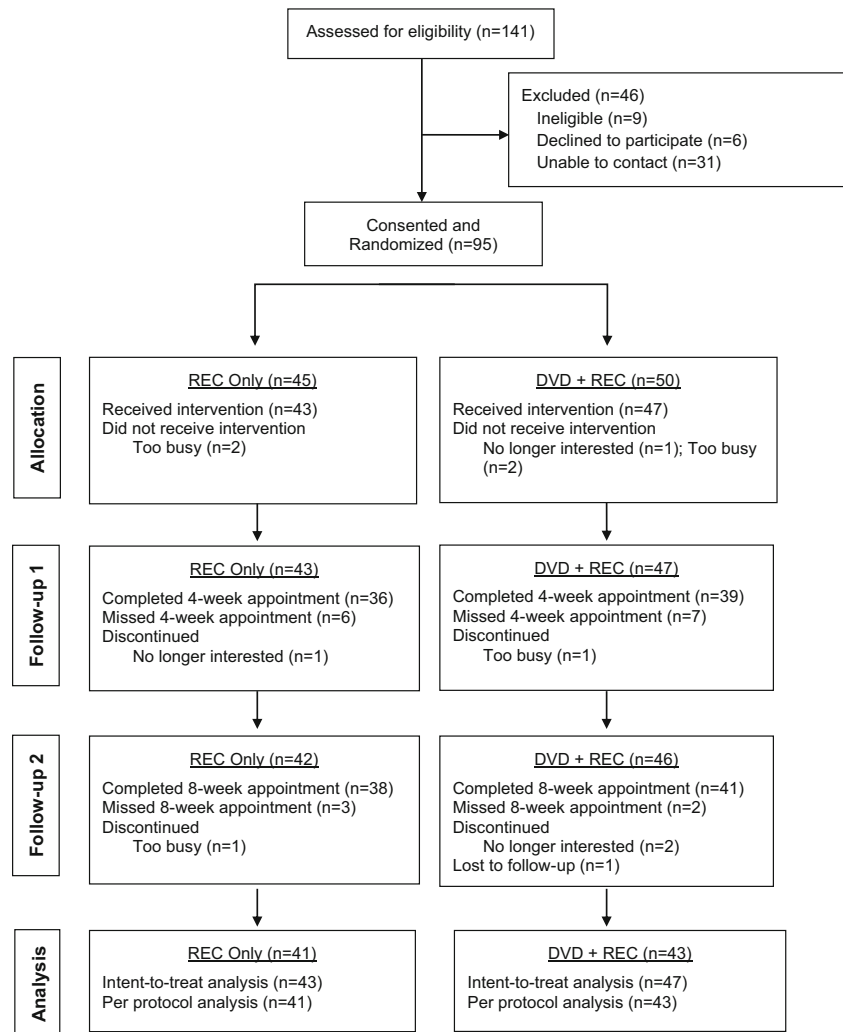 Assessed for eligibility (n=141)
Excluded (n=46)
Ineligible (n=9)
Declined to participate (n=6)
Unable to contact (n=31)
Consented and
Randomized (n=95)
Allocation
REC Only (n=45)
Received intervention (n=43)
Did not receive intervention
Too busy (n=2)
DVD + REC (n=50)
Received intervention (n=47)
Did not receive intervention
No longer interested (n=1); Too busy
(n=2)
Follow-up 1
REC Only (n=43)
Completed 4-week appointment (n=36)
Missed 4-week appointment (n=6)
Discontinued
No longer interested (n=1)
DVD + REC (n=47)
Completed 4-week appointment (n=39)
Missed 4-week appointment (n=7)
Discontinued
Too busy (n=1)
Follow-up 2
REC Only (n=42)
Completed 8-week appointment (n=38)
Missed 8-week appointment (n=3)
Discontinued
Too busy (n=1)
DVD + REC (n=46)
Completed 8-week appointment (n=41)
Missed 8-week appointment (n=2)
Discontinued
No longer interested (n=2)
Lost to follow-up (n=1)
Analysis
REC Only (n=41)
Intent-to-treat analysis (n=43)
Per protocol analysis (n=41)
DVD + REC (n=43)
Intent-to-treat analysis (n=47)
Per protocol analysis (n=43)